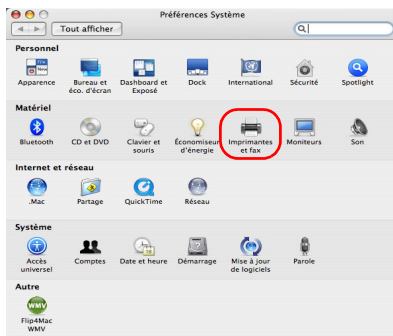 Préférences Système
Tout afficher
Personnel
Apparence
Bureau et éco. d'écran
Dashboard et Exposé
Dock
International
Sécurité
Spotlight
Matériel
Bluetooth
CD et DVD
Clavier et souris
Économiseur d'énergie
Imprimantes et fax
Moniteurs
Son
Internet et réseau
.Mac
Partage
QuickTime
Réseau
Système
Accès universel
Comptes
Date et heure
Démarrage
Mise à jour de logiciels
Parole
Autre
WMV
Flip4Mac WMV